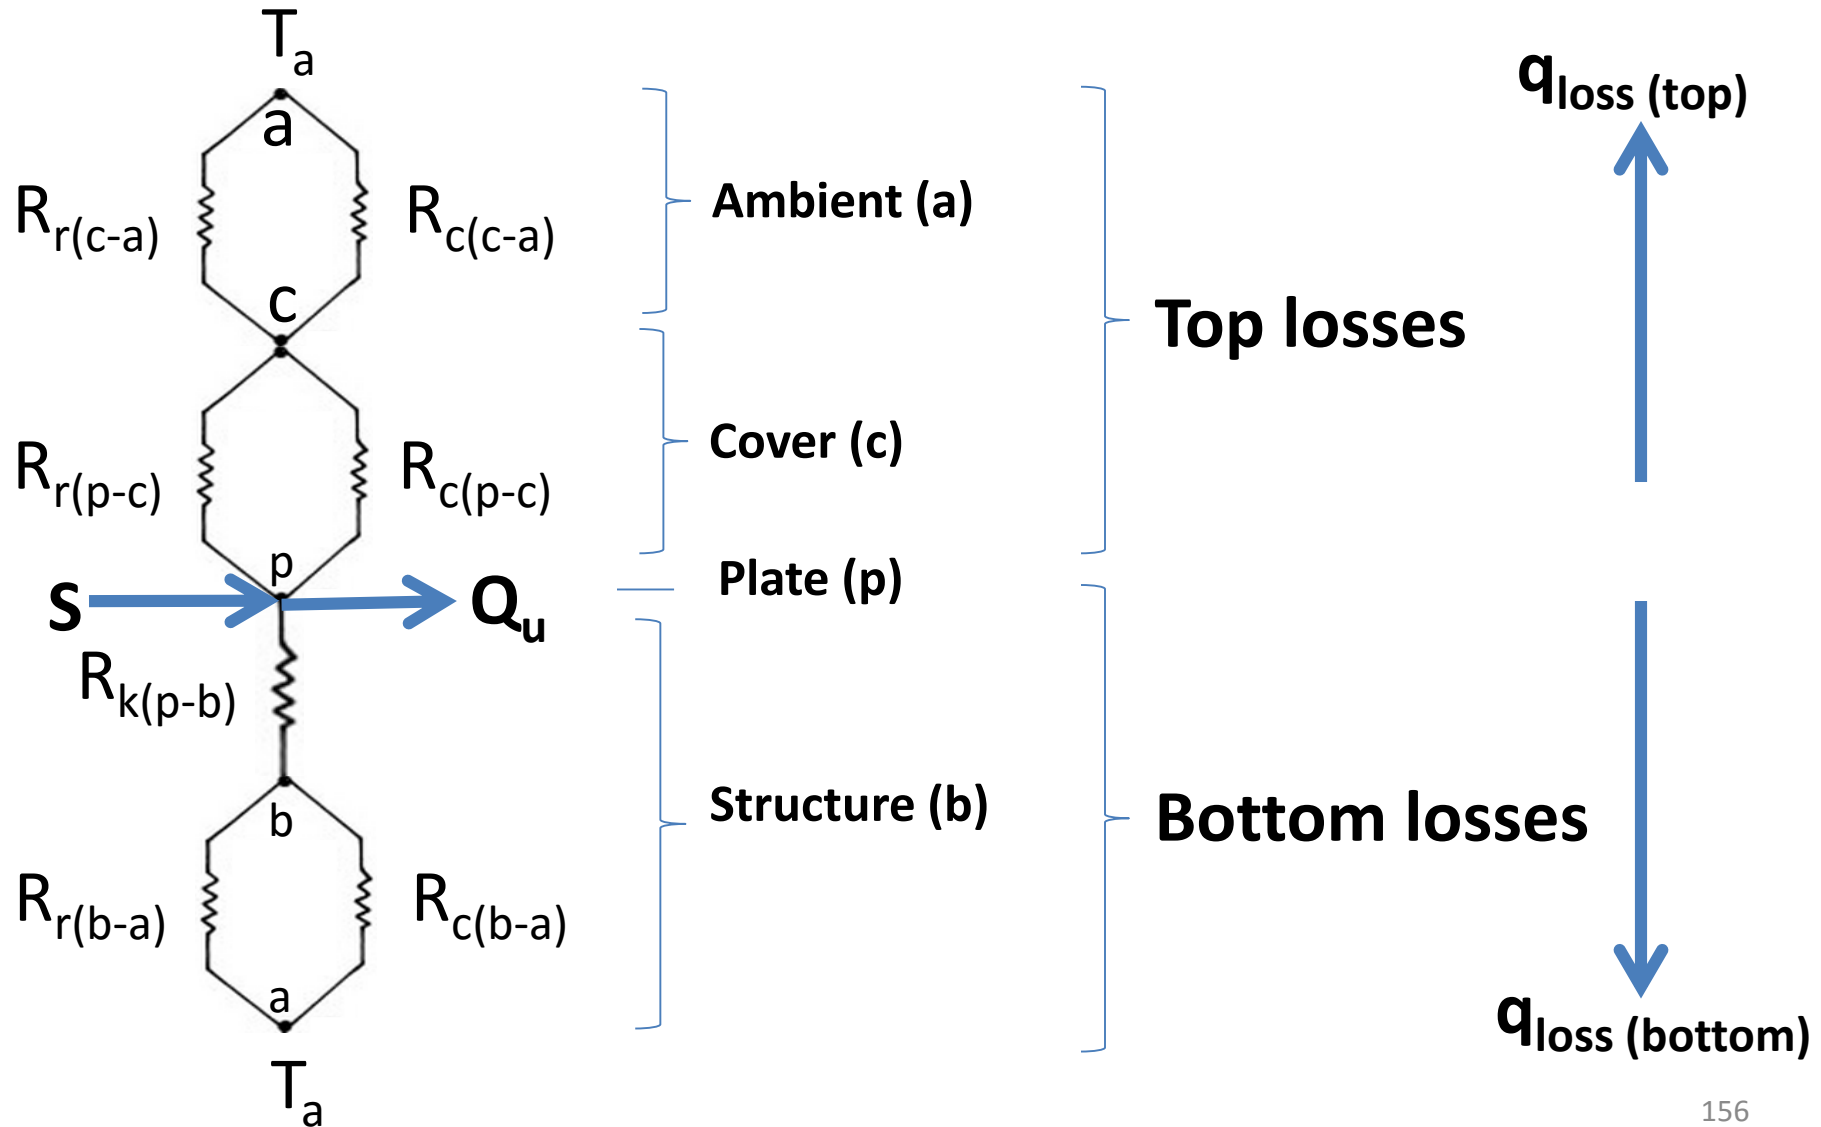 Ta
a
Rr(c-a)
Rc(c-a)
c
Rr(p-c)
Rc(p-c)
p
S
Qu
Rk(p-b)
b
Rr(b-a)
Rc(b-a)
a
Ta
Ambient (a)
Cover (c)
Plate (p)
Structure (b)
Top losses
Bottom losses
qloss (top)
qloss (bottom)
156